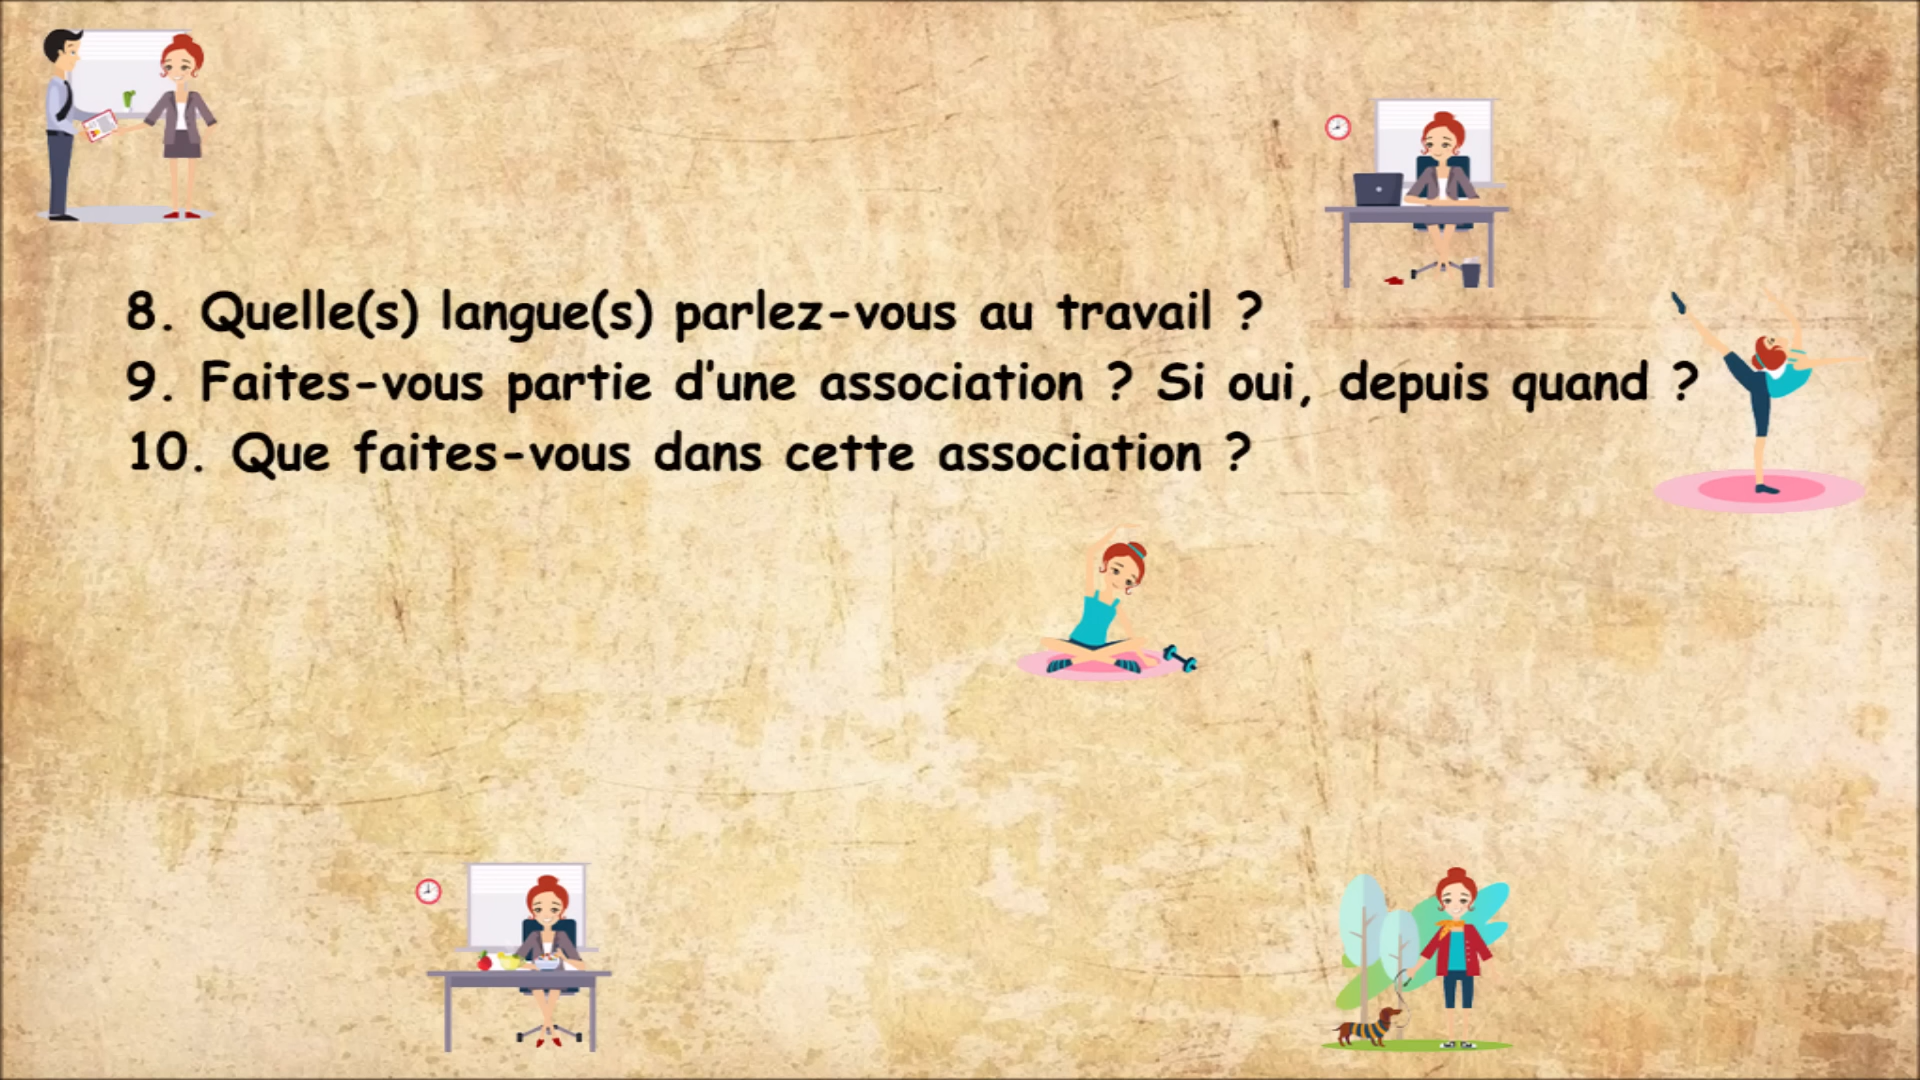 8. Quelle(s) langue(s) parlez-vous au travail ?
9. Faites-vous partie d'une association ? Si oui, depuis quand ?
10. Que faites-vous dans cette association ?